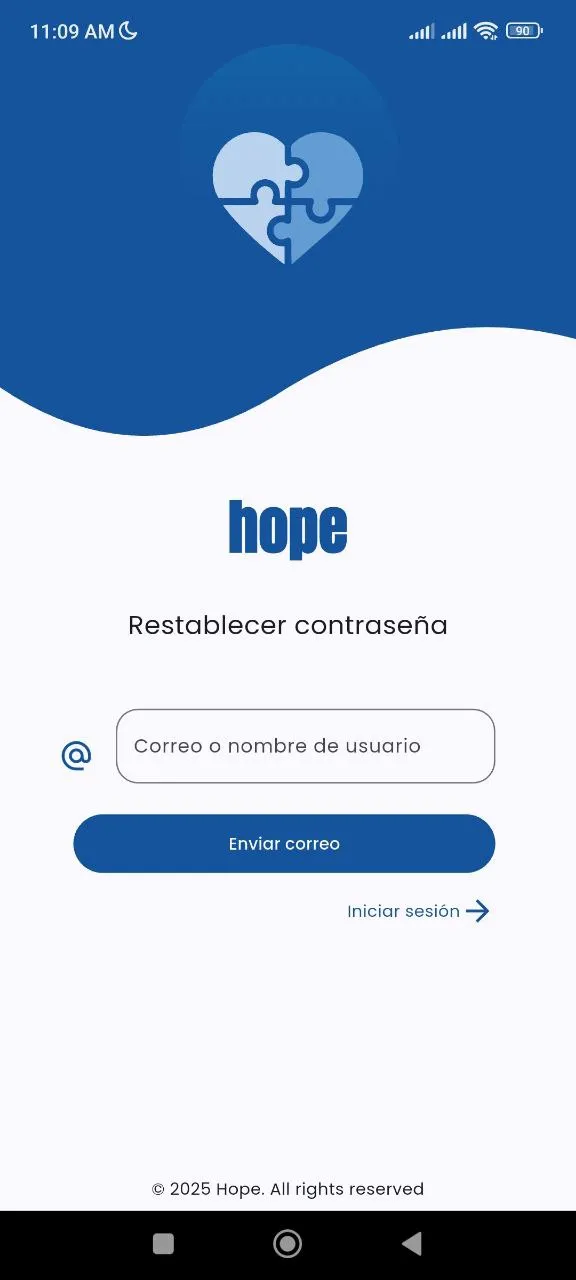 11:09 AM
90
hope
Restablecer contraseña
@
Correo o nombre de usuario
Enviar correo
Iniciar sesión
© 2025 Hope. All rights reserved